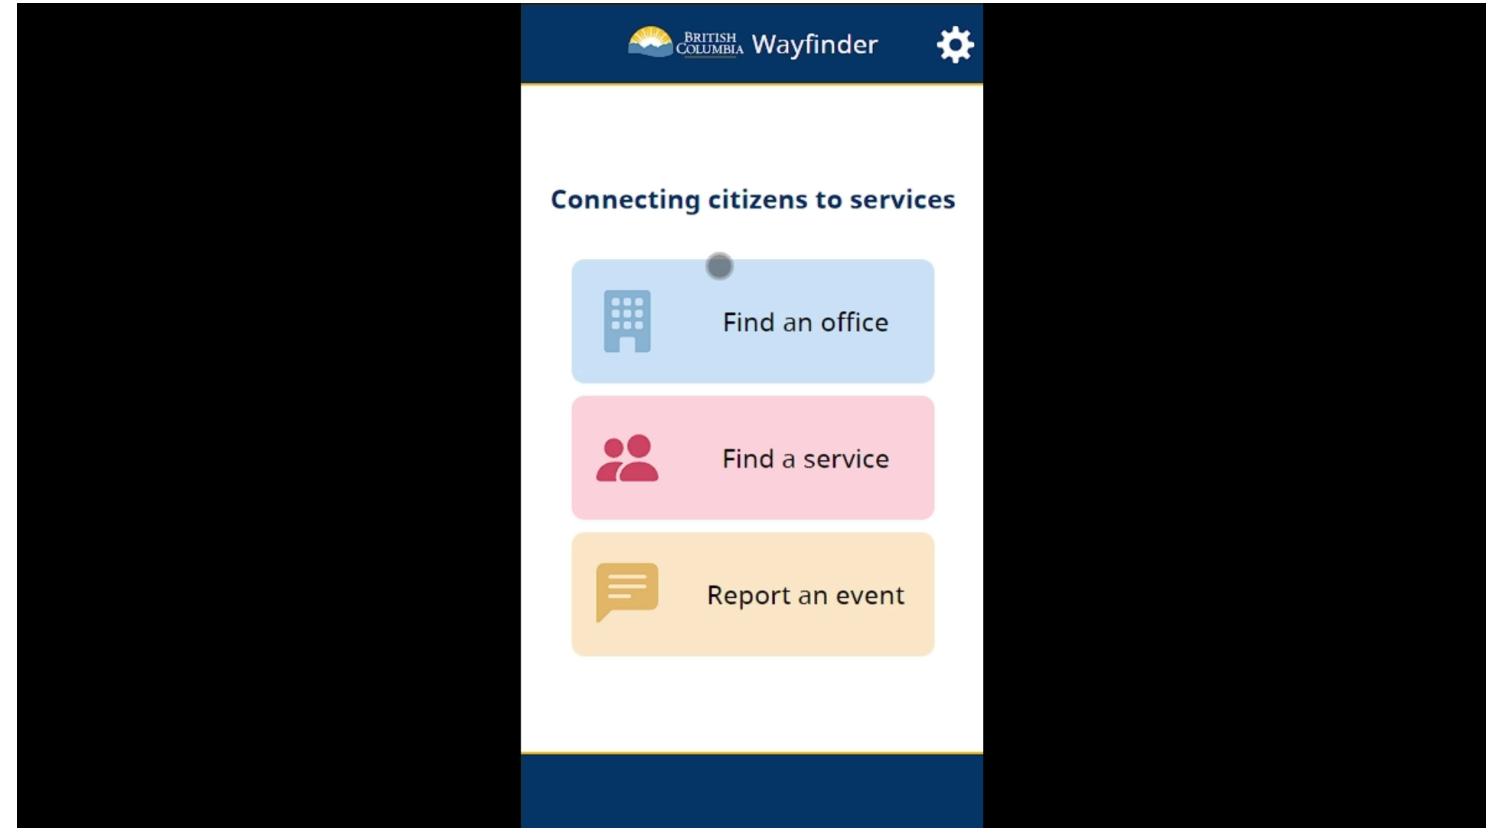 BRITISH
COLUMBIA Wayfinder
Connecting citizens to services
Find an office
Find a service
Report an event